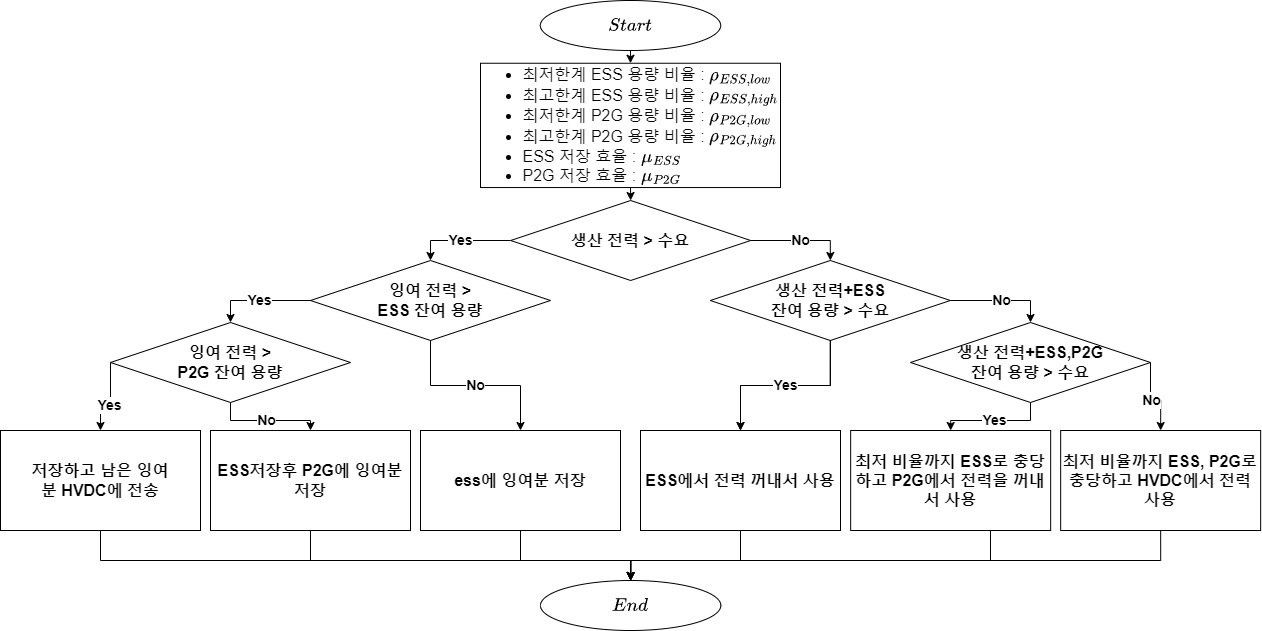 Start
• 최저한계 ESS 용량 비율 : ρ_{ESS,low}
• 최고한계 ESS 용량 비율 : ρ_{ESS,high}
• 최저한계 P2G 용량 비율 : ρ_{P2G,low}
• 최고한계 P2G 용량 비율 : ρ_{P2G,high}
• ESS 저장 효율 : μ_{ESS}
• P2G 저장 효율 : μ_{P2G}
생산 전력 > 수요
Yes
No
잉여 전력 >
ESS 잔여 용량
생산 전력+ESS
잔여 용량 > 수요
Yes
No
잉여 전력 >
P2G 잔여 용량
생산 전력+ESS,P2G
잔여 용량 > 수요
Yes
No
No
Yes
Yes
No
저장하고 남은 잉여
분 HVDC에 전송
ESS저장후 P2G에 잉여분
저장
ess에 잉여분 저장
ESS에서 전력 꺼내서 사용
최저 비율까지 ESS로 충당
하고 P2G에서 전력을 꺼내
서 사용
최저 비율까지 ESS, P2G로
충당하고 HVDC에서 전력
사용
End